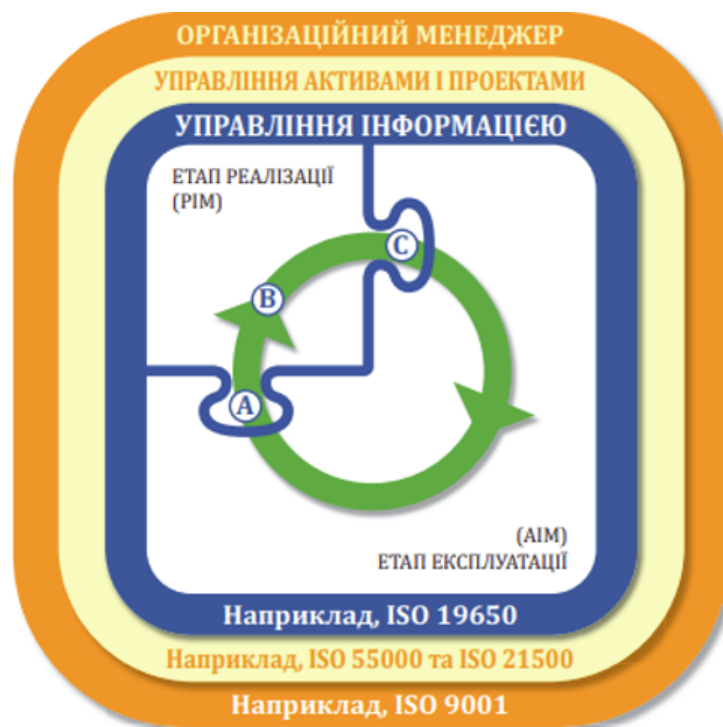 ОРГАНІЗАЦІЙНИЙ МЕНЕДЖЕР
УПРАВЛІННЯ АКТИВАМИ І ПРОЕКТАМИ
УПРАВЛІННЯ ІНФОРМАЦІЄЮ
ЕТАП РЕАЛІЗАЦІЇ
(PIM)
C
B
A
(AIM)
ЕТАП ЕКСПЛУАТАЦІЇ
Наприклад, ISO 19650
Наприклад, ISO 55000 та ISO 21500
Наприклад, ISO 9001